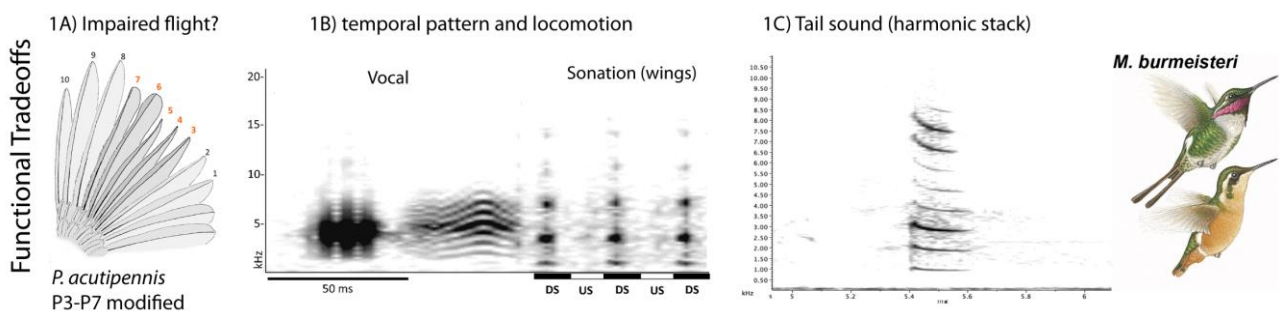 Functional Tradeoffs
1A) Impaired flight?
10 9 8 7 6 5 4 3 2 1
P. acutipennis
P3-P7 modified
1B) temporal pattern and locomotion
Vocal
Sonation (wings)
20-
15-
10-
5-
kHz
50 ms
DS US DS US DS
1C) Tail sound (harmonic stack)
10.50
10.00
9.50
9.00
8.50
8.00
7.50
7.00
6.50
6.00
5.50
5.00
4.50
4.00
3.50
3.00
2.50
2.00
1.50
1.00
0.50
kHz
s 5 5.2 5.4 5.6 5.8 6
M. burmeisteri